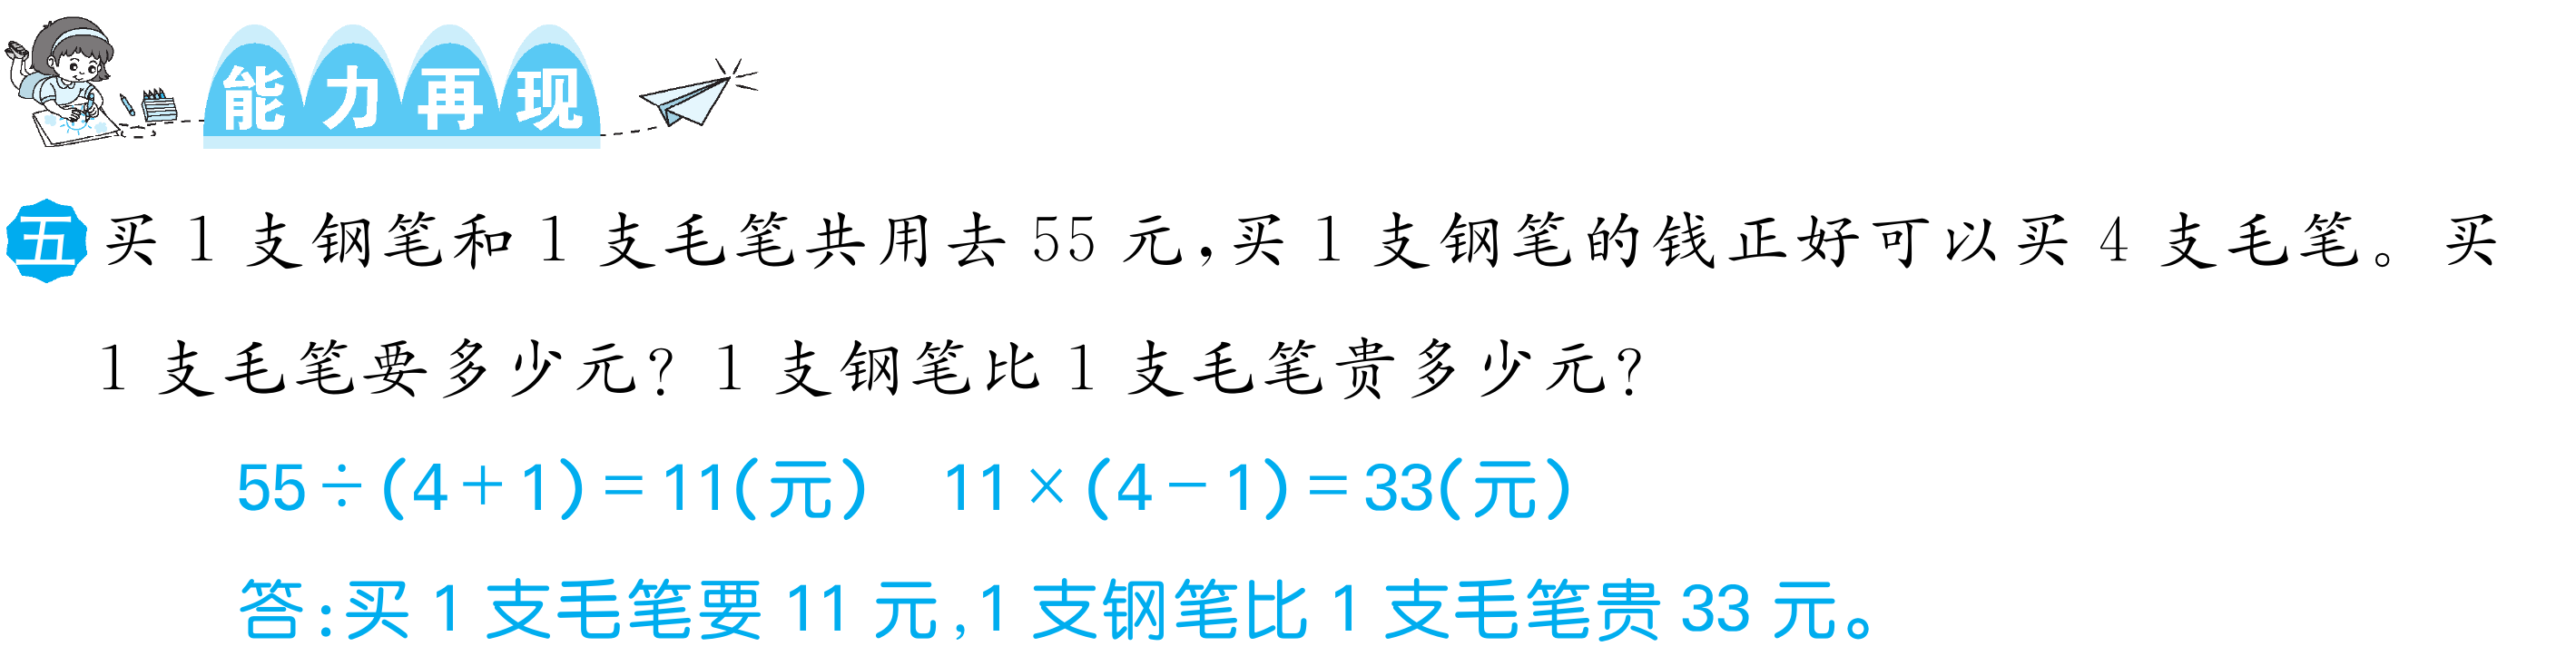 能力再现
五 买1支钢笔和1支毛笔共用去55元,买1支钢笔的钱正好可以买4支毛笔。买
1支毛笔要多少元?1支钢笔比1支毛笔贵多少元?
55÷(4+1)=11(元) 11×(4-1)=33(元)
答:买1支毛笔要11元,1支钢笔比1支毛笔贵33元。